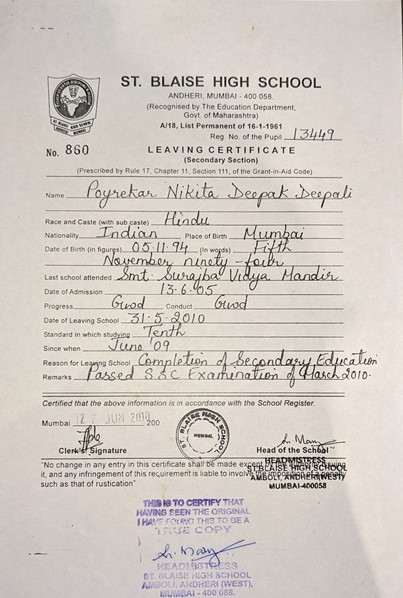 ST. BLAISE HIGH SCHOOL
ANDHERI, MUMBAI - 400 058.
(Recognised by The Education Department,
Govt. of Maharashtra)
A/18, List Permanent of 16-1-1961
Reg. No. of the Pupil 13449
No. 860
LEAVING CERTIFICATE
(Secondary Section)
(Prescribed by Rule 17, Chapter 11, Section 111, of the Grant-in-Aid Code)
Name Poyrekar Nikita Deepak Deepali
Race and Caste (with sub caste) Hindu
Nationality Indian Place of Birth Mumbai
Date of Birth (in figures) 05.11.94 (In words) Fifth
November ninety-four
Last school attended Smt. Surajba Vidya Mandir
Date of Admission 13.6.05
Progress Good Conduct Good
Date of Leaving School 31.5.2010
Standard in which studying Tenth
Since when June '09
Reason for Leaving School Completion of Secondary Education
Remarks Passed S.S.C Examination of March 2010.
Certified that the above information is in accordance with the School Register.
Mumbai 12 JUN 2010 200
ST. BLAISE HIGH SCHOOL
MUMBAI
Clerk's Signature
Head of the School
HEADMISTRESS
ST.BLAISE HIGH SCHOOL
AMBOLI, ANDHERI(WEST)
MUMBAI-400058
"No change in any entry in this certificate shall be made except by the
it, and any infringement of this requirement is liable to involve the
such as that of rustication"
THIS IS TO CERTIFY THAT
HAVING SEEN THE ORIGINAL
I HAVE FOUND THIS TO BE A
TRUE COPY
HEADMISTRESS
ST. BLAISE HIGH SCHOOL
AMBOLI, ANDHERI (WEST),
MUMBAI - 400 058.